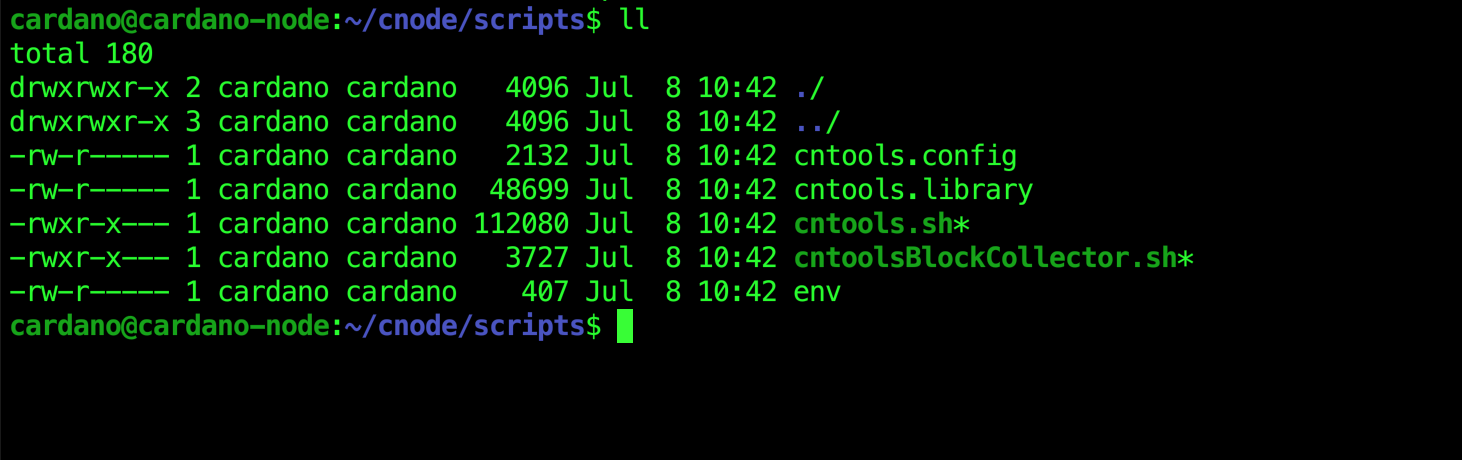 cardano@cardano-node:~/cnode/scripts$ ll
total 180
drwxrwxr-x 2 cardano cardano   4096 Jul  8 10:42 ./
drwxrwxr-x 3 cardano cardano   4096 Jul  8 10:42 ../
-rw-r----- 1 cardano cardano   2132 Jul  8 10:42 cntools.config
-rw-r----- 1 cardano cardano  48699 Jul  8 10:42 cntools.library
-rwxr-x--- 1 cardano cardano 112080 Jul  8 10:42 cntools.sh*
-rwxr-x--- 1 cardano cardano   3727 Jul  8 10:42 cntoolsBlockCollector.sh*
-rw-r----- 1 cardano cardano    407 Jul  8 10:42 env
cardano@cardano-node:~/cnode/scripts$